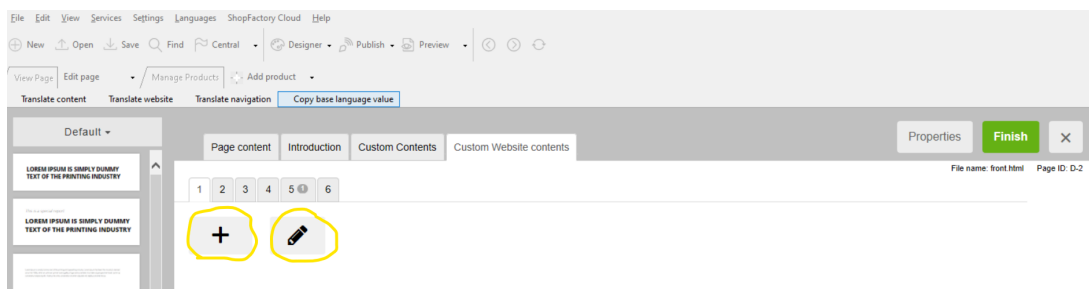 File Edit View Services Settings Languages ShopFactory Cloud Help
New Open Save Find Central Designer Publish Preview
View Page Edit page Manage Products Add product
Translate content Translate website Translate navigation Copy base language value
Default
Page content Introduction Custom Contents Custom Website contents
Properties Finish
File name: front.html Page ID: D-2
LOREM IPSUM IS SIMPLY DUMMY
TEXT OF THE PRINTING INDUSTRY
1 2 3 4 5 1 6
LOREM IPSUM IS SIMPLY DUMMY
TEXT OF THE PRINTING INDUSTRY